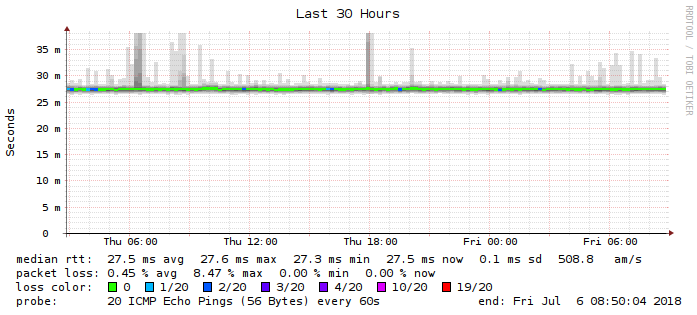 Last 30 Hours
RRDTOOL / TOBI OETIKER
Seconds
35 m
30 m
25 m
20 m
15 m
10 m
5 m
0
Thu 06:00 Thu 12:00 Thu 18:00 Fri 00:00 Fri 06:00
median rtt: 27.5 ms avg 27.6 ms max 27.3 ms min 27.5 ms now 0.1 ms sd 508.8 am/s
packet loss: 0.45 % avg 8.47 % max 0.00 % min 0.00 % now
loss color: 0 1/20 2/20 3/20 4/20 10/20 19/20
probe: 20 ICMP Echo Pings (56 Bytes) every 60s end: Fri Jul 6 08:50:04 2018